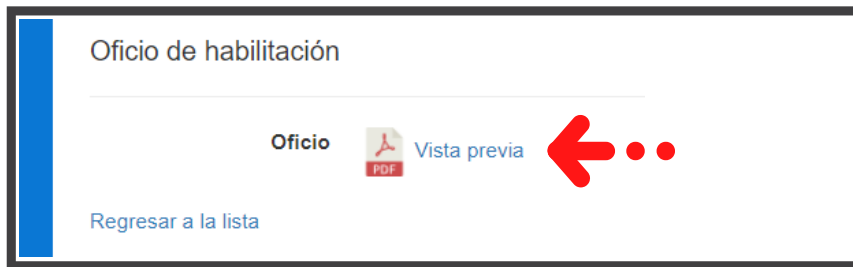 Oficio de habilitación
Oficio PDF Vista previa
Regresar a la lista